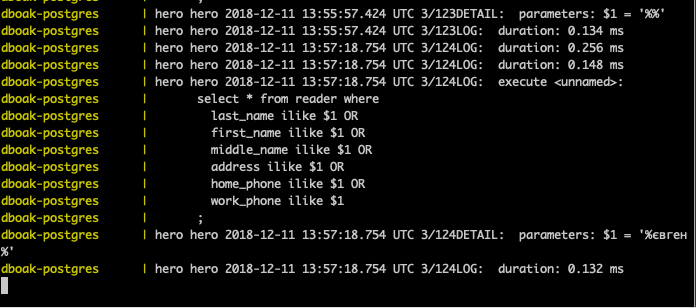 dboak-postgres | ;
dboak-postgres | hero hero 2018-12-11 13:55:57.424 UTC 3/123DETAIL: parameters: $1 = '%%'
dboak-postgres | hero hero 2018-12-11 13:55:57.424 UTC 3/123LOG: duration: 0.134 ms
dboak-postgres | hero hero 2018-12-11 13:57:18.754 UTC 3/124LOG: duration: 0.256 ms
dboak-postgres | hero hero 2018-12-11 13:57:18.754 UTC 3/124LOG: duration: 0.148 ms
dboak-postgres | hero hero 2018-12-11 13:57:18.754 UTC 3/124LOG: execute <unnamed>:
dboak-postgres | select * from reader where
dboak-postgres | last_name ilike $1 OR
dboak-postgres | first_name ilike $1 OR
dboak-postgres | middle_name ilike $1 OR
dboak-postgres | address ilike $1 OR
dboak-postgres | home_phone ilike $1 OR
dboak-postgres | work_phone ilike $1
dboak-postgres | ;
dboak-postgres | hero hero 2018-12-11 13:57:18.754 UTC 3/124DETAIL: parameters: $1 = '%євген
%'
dboak-postgres | hero hero 2018-12-11 13:57:18.754 UTC 3/124LOG: duration: 0.132 ms